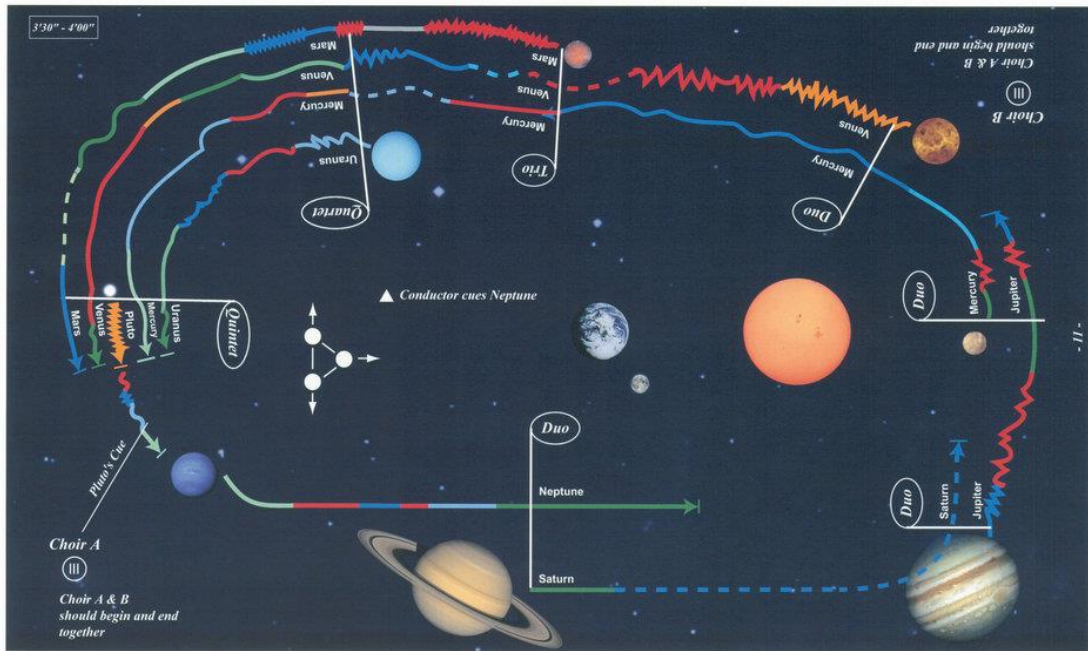 3'30" - 4'00"
Mars
Venus
Mercury
Uranus
Quartet
Mars
Venus
Mercury
Trio
Venus
Mercury
Duo
Choir B
III
Choir A & B
should begin and end
together
Mercury
Jupiter
Duo
- 11 -
Mars
Venus
Pluto
Mercury
Uranus
Quintet
Conductor cues Neptune
Pluto's Cue
Choir A
III
Choir A & B
should begin and end
together
Duo
Neptune
Saturn
Duo
Saturn
Jupiter